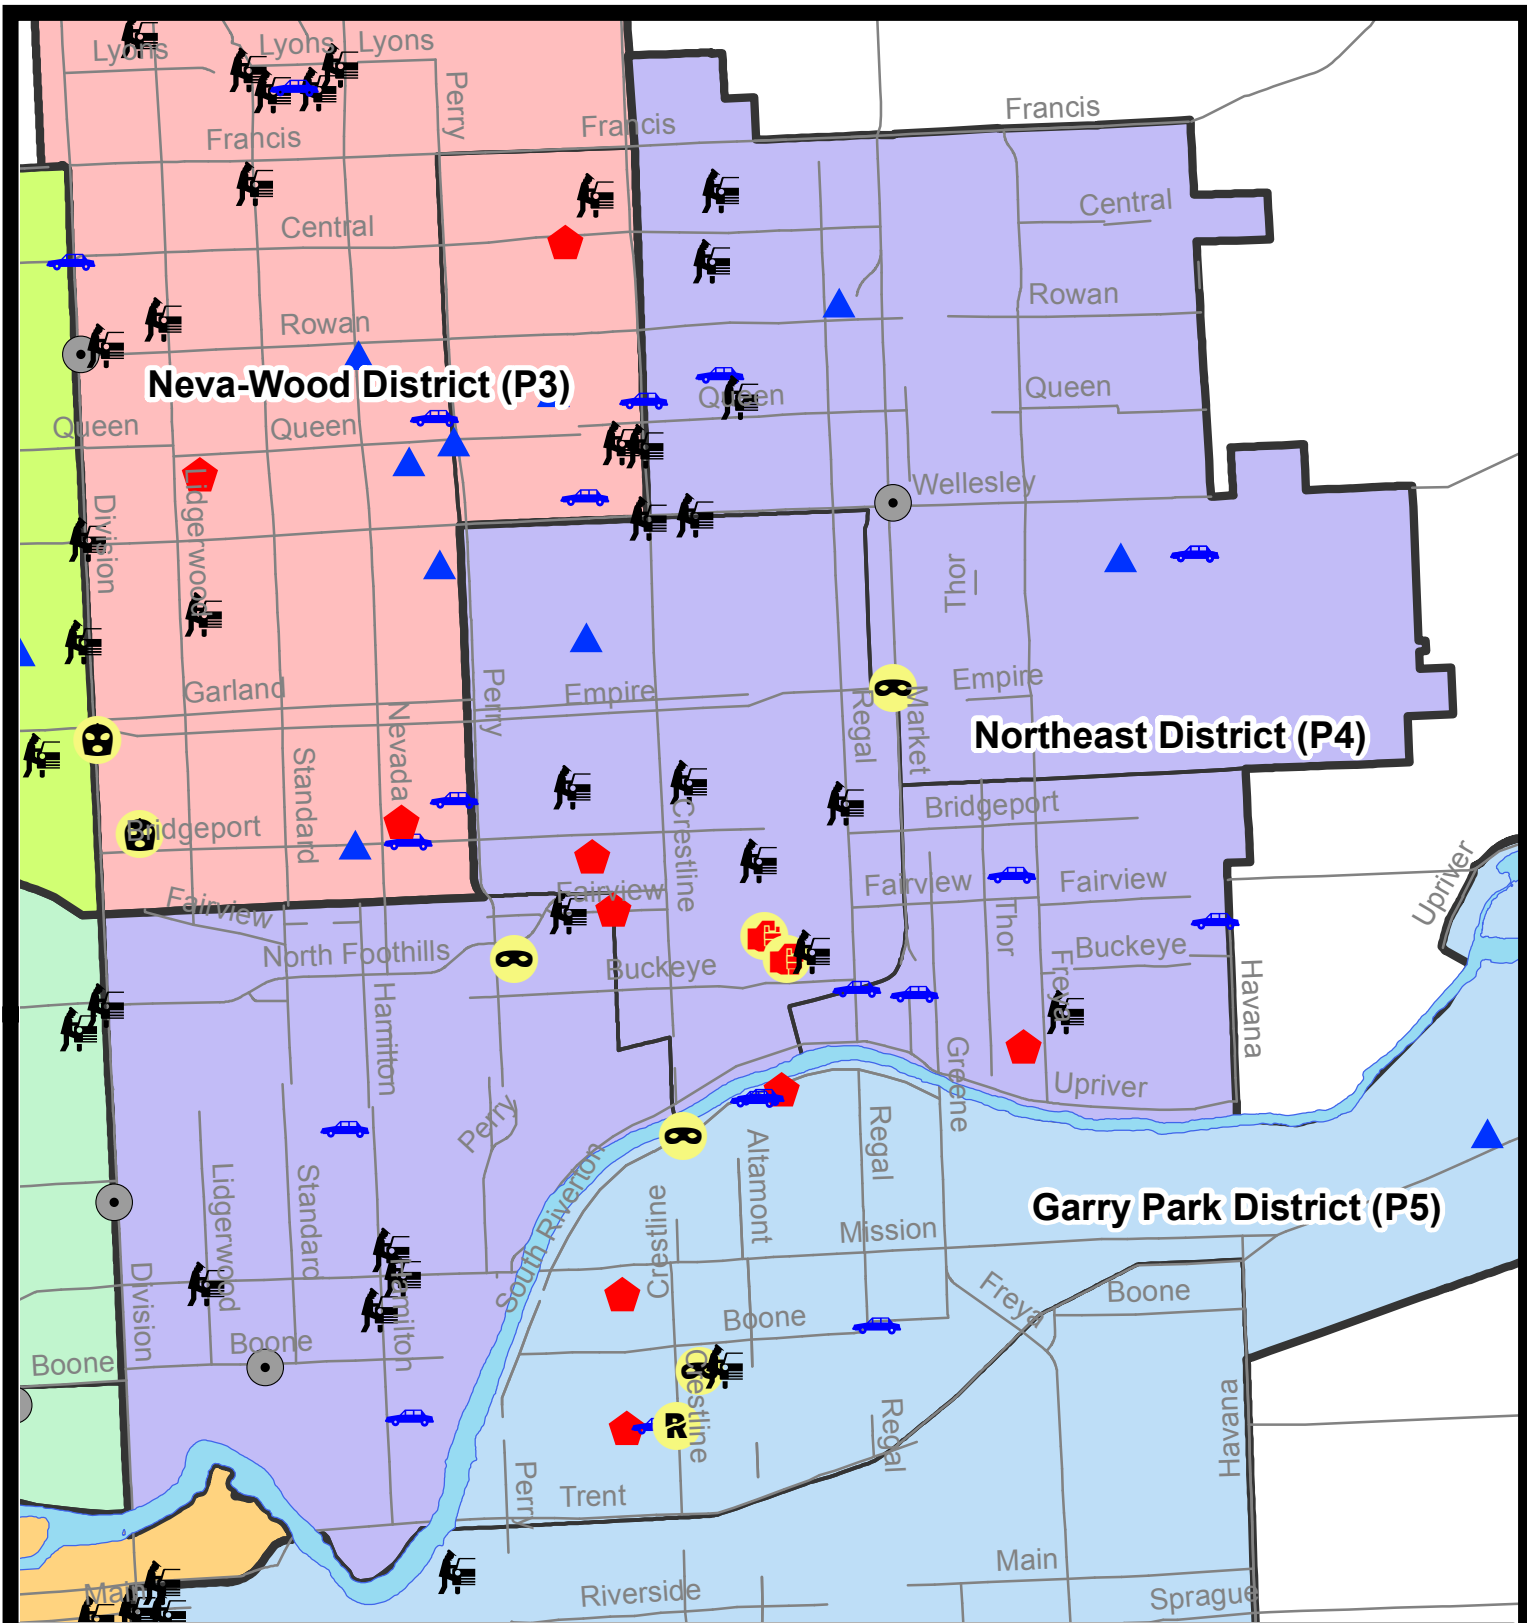 Lyons
Lyons
Lyons
Perry
Francis
Francis
Francis
Central
Central
Rowan
Rowan
Neva-Wood District (P3)
Queen
Queen
Queen
Queen
Wellesley
Division
Lidgerwood
Thor
Garland
Empire
Empire
Perry
Nevada
Regal
Market
Northeast District (P4)
Standard
Bridgeport
Bridgeport
Crestline
Fairview
Fairview
Fairview
Fairview
Upriver
North Foothills
Buckeye
Buckeye
Thor
Freya
Havana
Hamilton
Greene
Upriver
Perry
Altamont
Regal
Lidgerwood
Standard
South Riverton
Crestline
Mission
Garry Park District (P5)
Division
Hamilton
Boone
Boone
Boone
Boone
Freya
Crestline
Regal
Havana
Perry
Trent
Main
Main
Riverside
Sprague